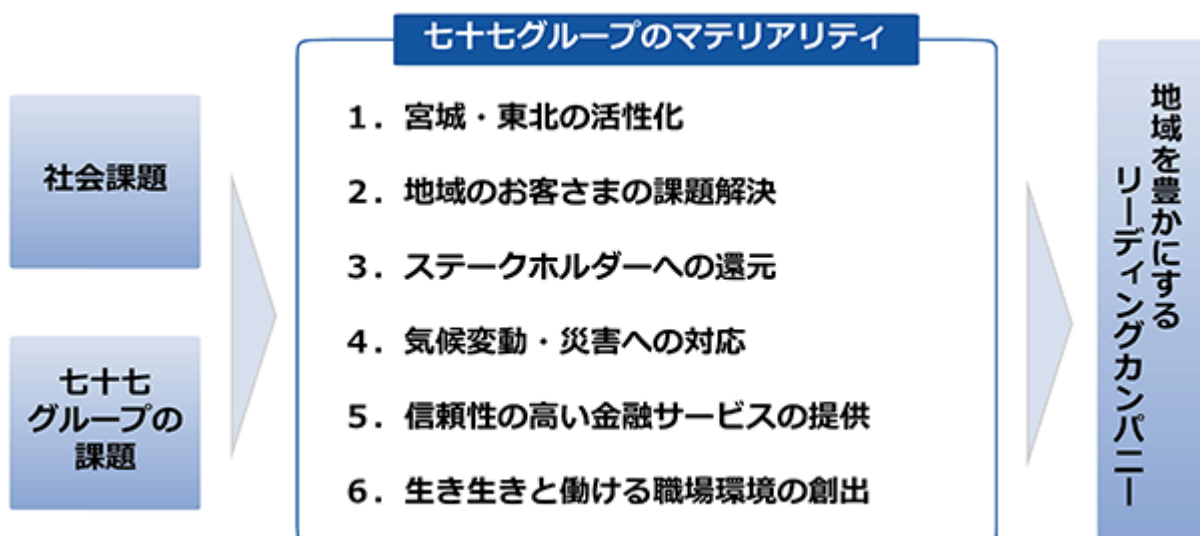 社会課題
七十七
グループの
課題
七十七グループのマテリアリティ
1．宮城・東北の活性化
2．地域のお客さまの課題解決
3．ステークホルダーへの還元
4．気候変動・災害への対応
5．信頼性の高い金融サービスの提供
6．生き生きと働ける職場環境の創出
地域を豊かにする
リーディングカンパニー